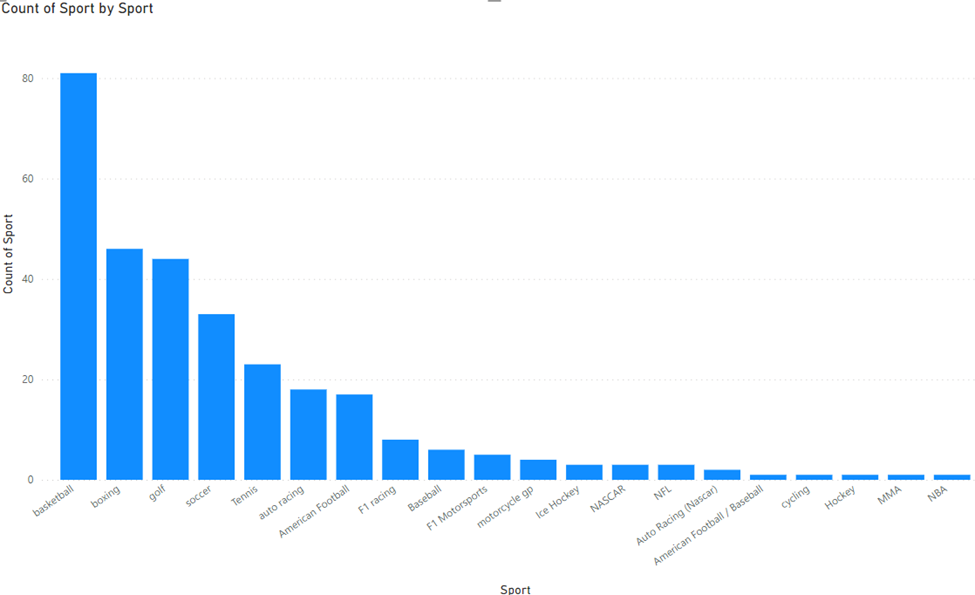 Count of Sport by Sport
Count of Sport
80
60
40
20
0
basketball
boxing
golf
soccer
Tennis
auto racing
American Football
F1 racing
Baseball
F1 Motorsports
motorcycle gp
Ice Hockey
NASCAR
NFL
Auto Racing (Nascar)
American Football / Baseball
cycling
Hockey
MMA
NBA
Sport